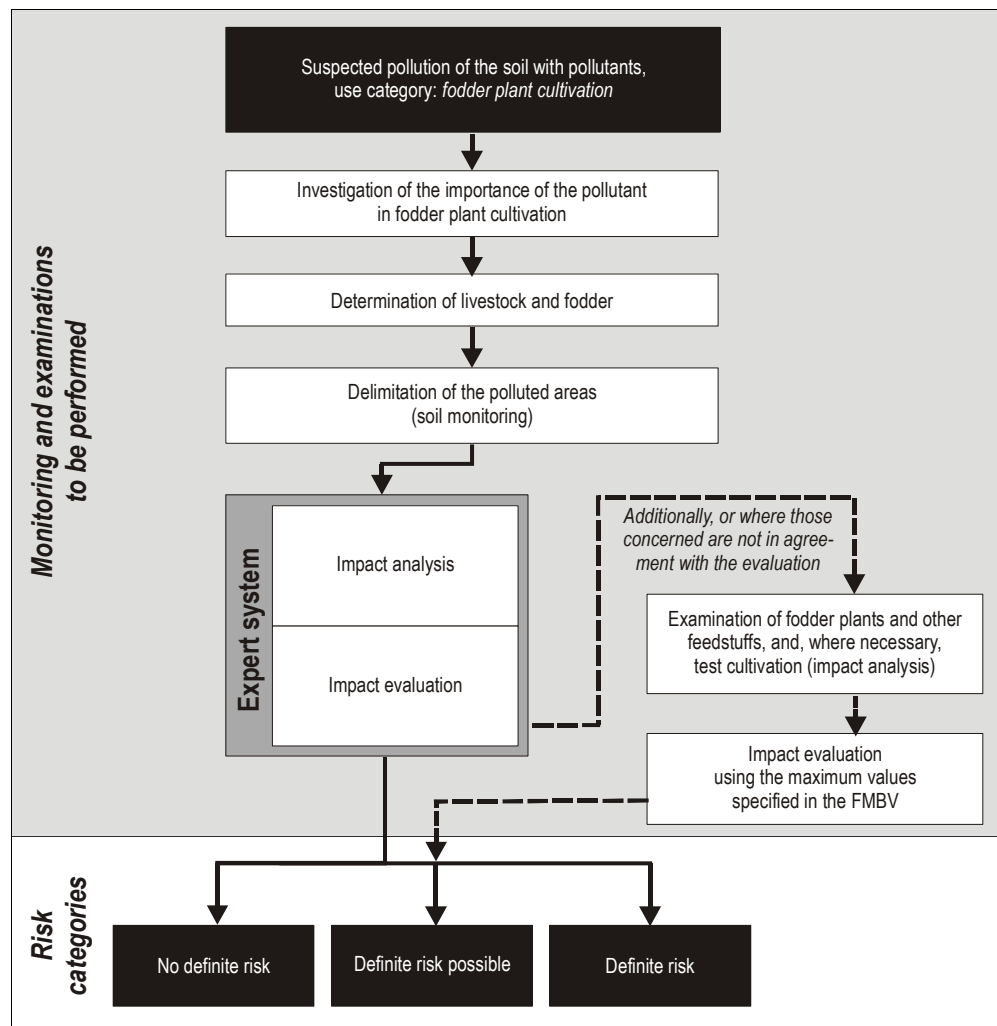 Monitoring and examinations
to be performed
Suspected pollution of the soil with pollutants,
use category: fodder plant cultivation
Investigation of the importance of the pollutant
in fodder plant cultivation
Determination of livestock and fodder
Delimitation of the polluted areas
(soil monitoring)
Expert system
Impact analysis
Impact evaluation
Additionally, or where those
concerned are not in agree-
ment with the evaluation
Examination of fodder plants and other
feedstuffs, and, where necessary,
test cultivation (impact analysis)
Impact evaluation
using the maximum values
specified in the FMBV
Risk
categories
No definite risk
Definite risk possible
Definite risk